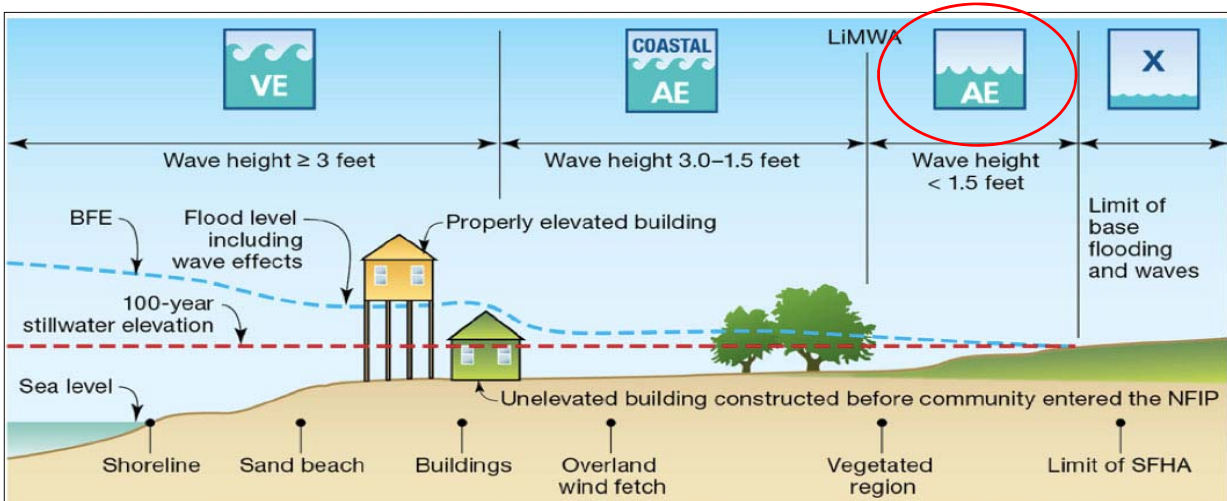 VE
COASTAL
AE
LiMWA
AE
X
Wave height ≥ 3 feet
Wave height 3.0–1.5 feet
Wave height
< 1.5 feet
BFE
Flood level
including
wave effects
Properly elevated building
Limit of
base
flooding
and waves
100-year
stillwater elevation
Sea level
Unelevated building constructed before community entered the NFIP
Shoreline
Sand beach
Buildings
Overland
wind fetch
Vegetated
region
Limit of SFHA